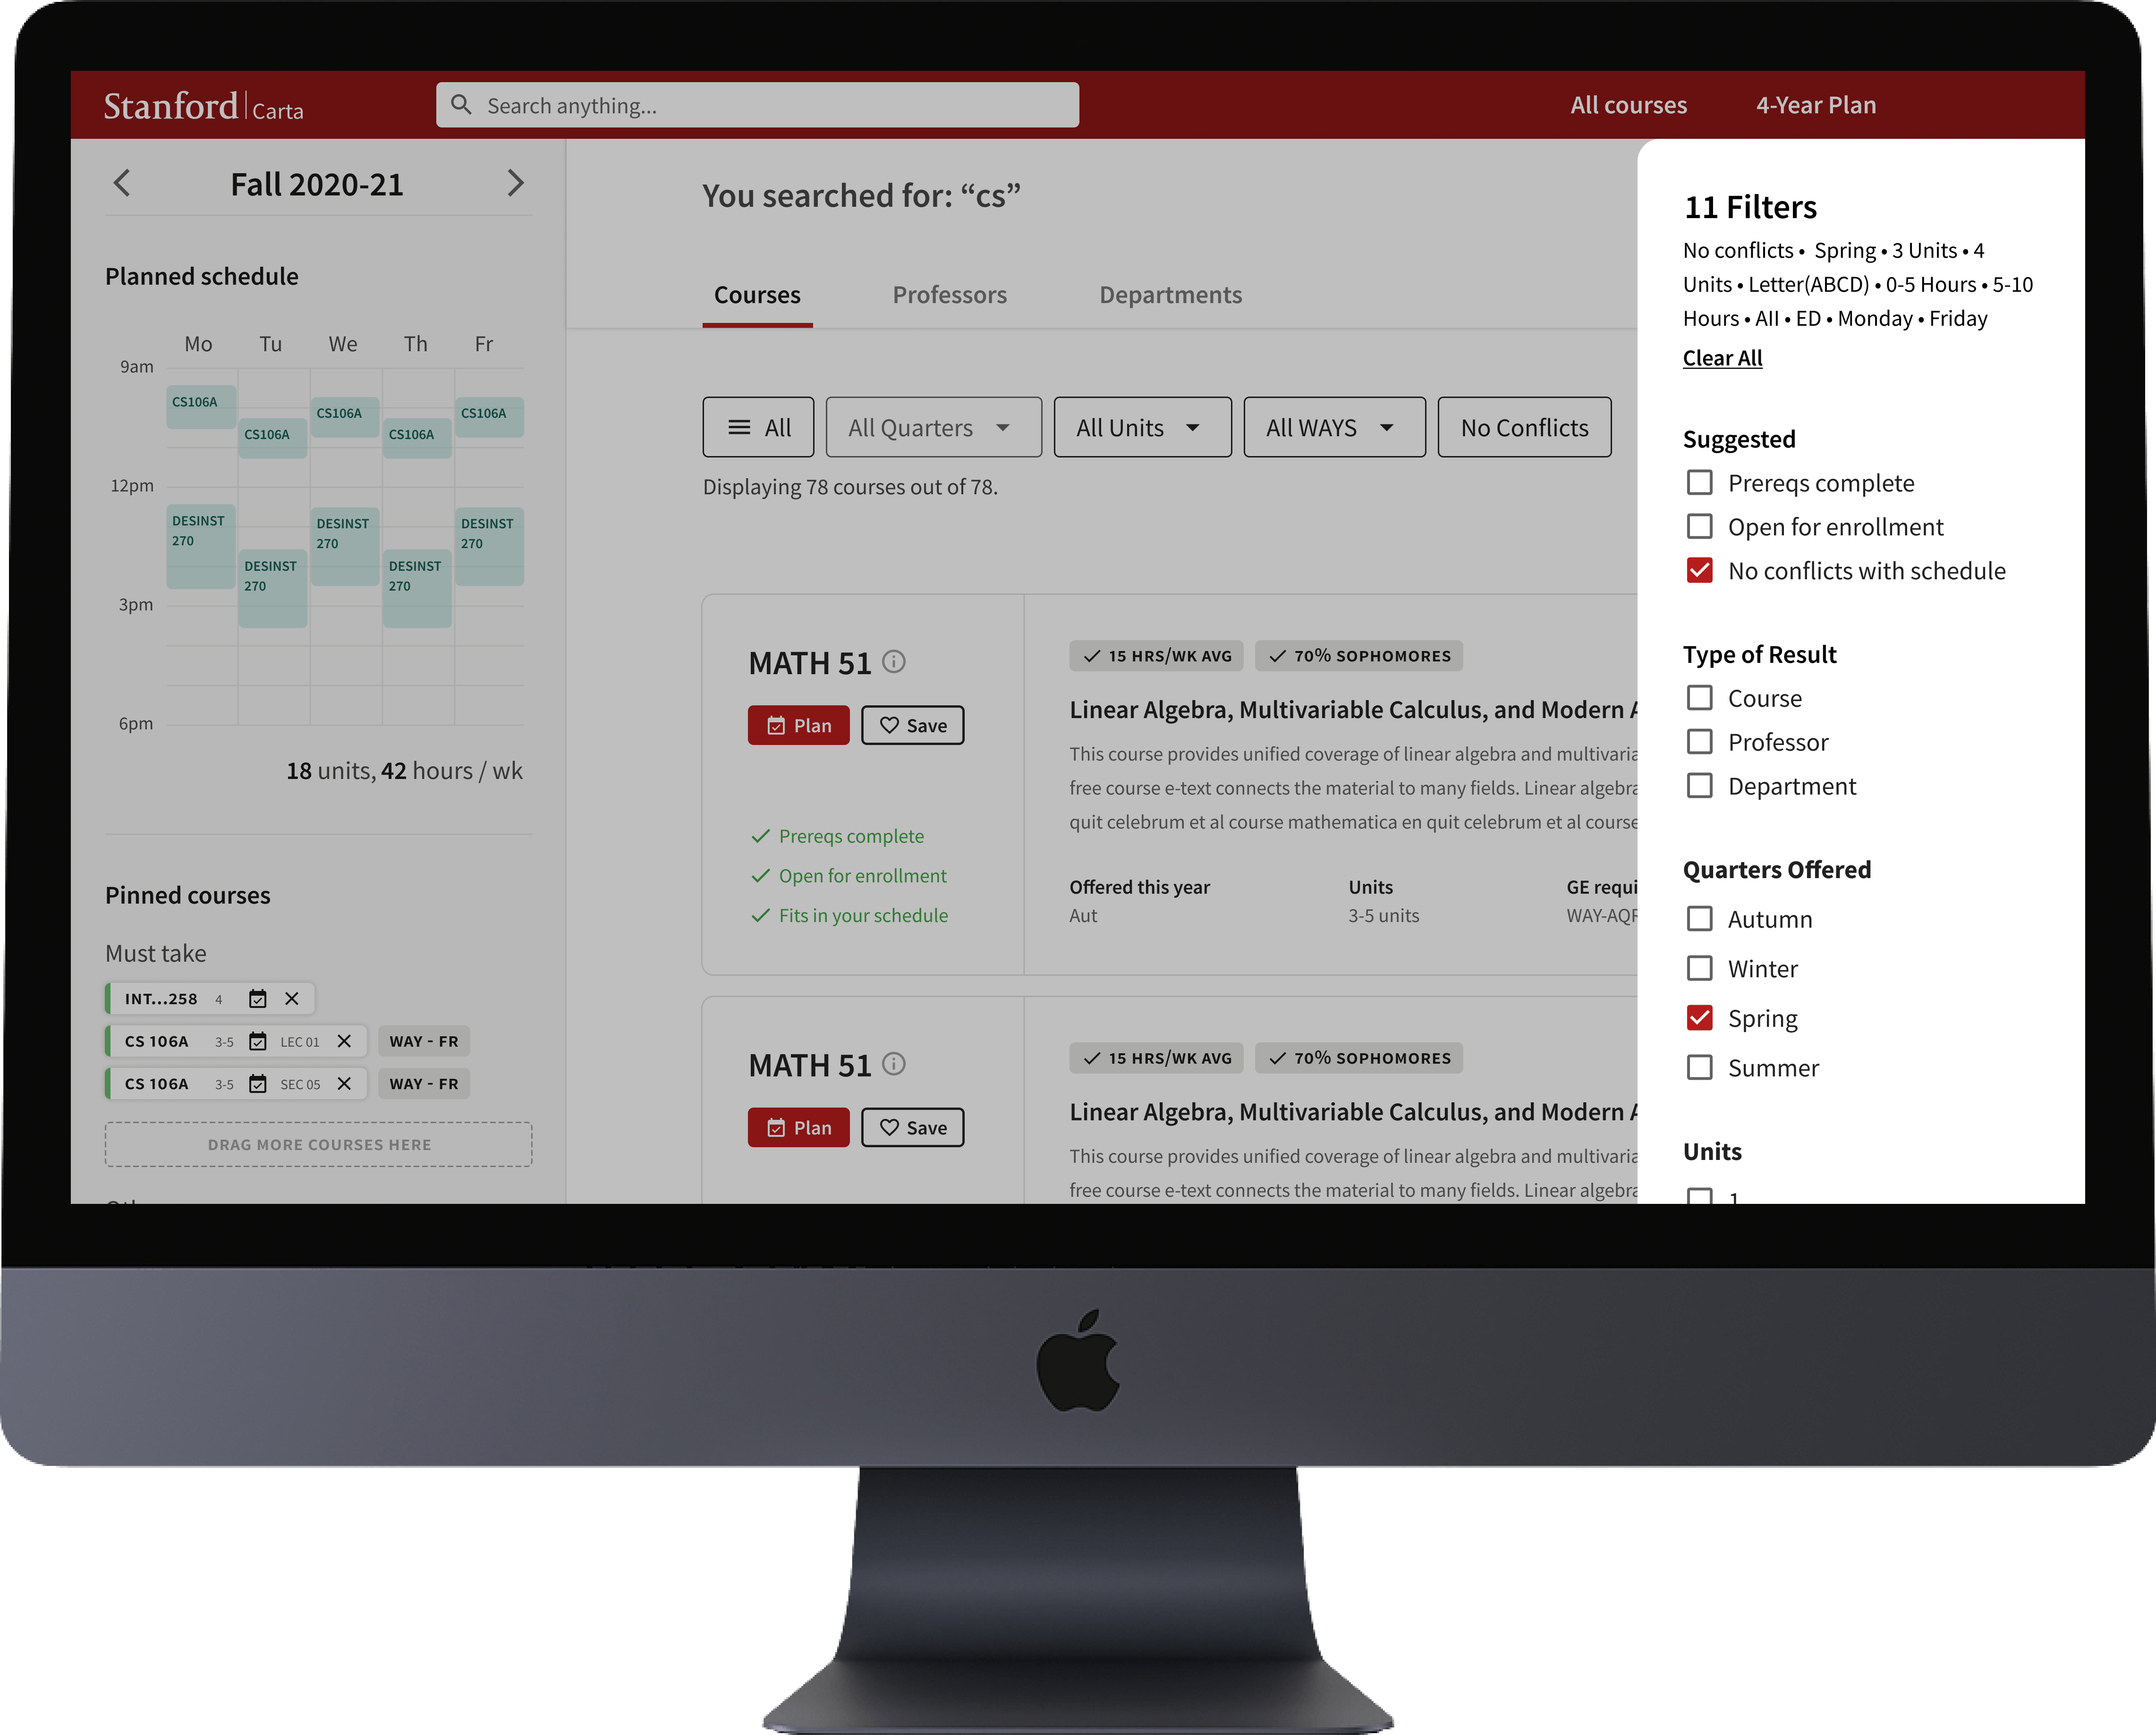 Stanford | Carta
Search anything...
All courses
4-Year Plan
Fall 2020-21
Planned schedule
Mo Tu We Th Fr
9am
CS106A
CS106A
CS106A
CS106A
CS106A
12pm
DESINST
270
DESINST
270
DESINST
270
DESINST
270
DESINST
270
3pm
6pm
18 units, 42 hours / wk
Pinned courses
Must take
INT...258 4
CS 106A 3-5 LEC 01 WAY - FR
CS 106A 3-5 SEC 05 WAY - FR
DRAG MORE COURSES HERE
You searched for: “cs”
Courses Professors Departments
All
All Quarters
All Units
All WAYS
No Conflicts
Displaying 78 courses out of 78.
MATH 51
Plan
Save
Prereqs complete
Open for enrollment
Fits in your schedule
15 HRS/WK AVG
70% SOPHOMORES
Linear Algebra, Multivariable Calculus, and Modern
This course provides unified coverage of linear algebra and
free course e-text connects the material to many fields. Linear
quit celebrum et al course mathematica en quit celebrum et al course
Offered this year
Aut
Units
3-5 units
GE
MATH 51
Plan
Save
15 HRS/WK AVG
70% SOPHOMORES
Linear Algebra, Multivariable Calculus, and Modern
This course provides unified coverage of linear algebra and
free course e-text connects the material to many fields. Linear
11 Filters
No conflicts • Spring • 3 Units • 4
Units • Letter(ABCD) • 0-5 Hours • 5-10
Hours • AII • ED • Monday • Friday
Clear All
Suggested
Prereqs complete
Open for enrollment
No conflicts with schedule
Type of Result
Course
Professor
Department
Quarters Offered
Autumn
Winter
Spring
Summer
Units
1